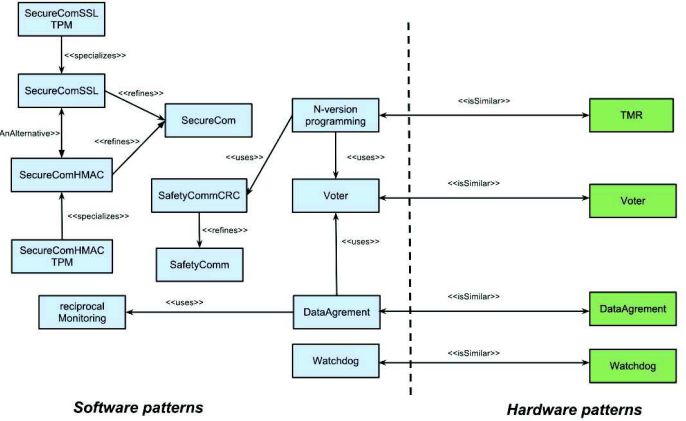 SecureComSSL
TPM
<<specializes>>
SecureComSSL
<<refines>>
SecureCom
N-version
programming
<<isSimilar>>
TMR
AnAlternative>>
<<refines>>
<<uses>>
<<uses>>
SecureComHMAC
SafetyCommCRC
Voter
<<isSimilar>>
Voter
<<specializes>>
<<refines>>
SecureComHMAC
TPM
SafetyComm
<<uses>>
reciprocal
Monitoring
<<uses>>
DataAgrement
<<isSimilar>>
DataAgrement
Watchdog
<<isSimilar>>
Watchdog
Software patterns
Hardware patterns